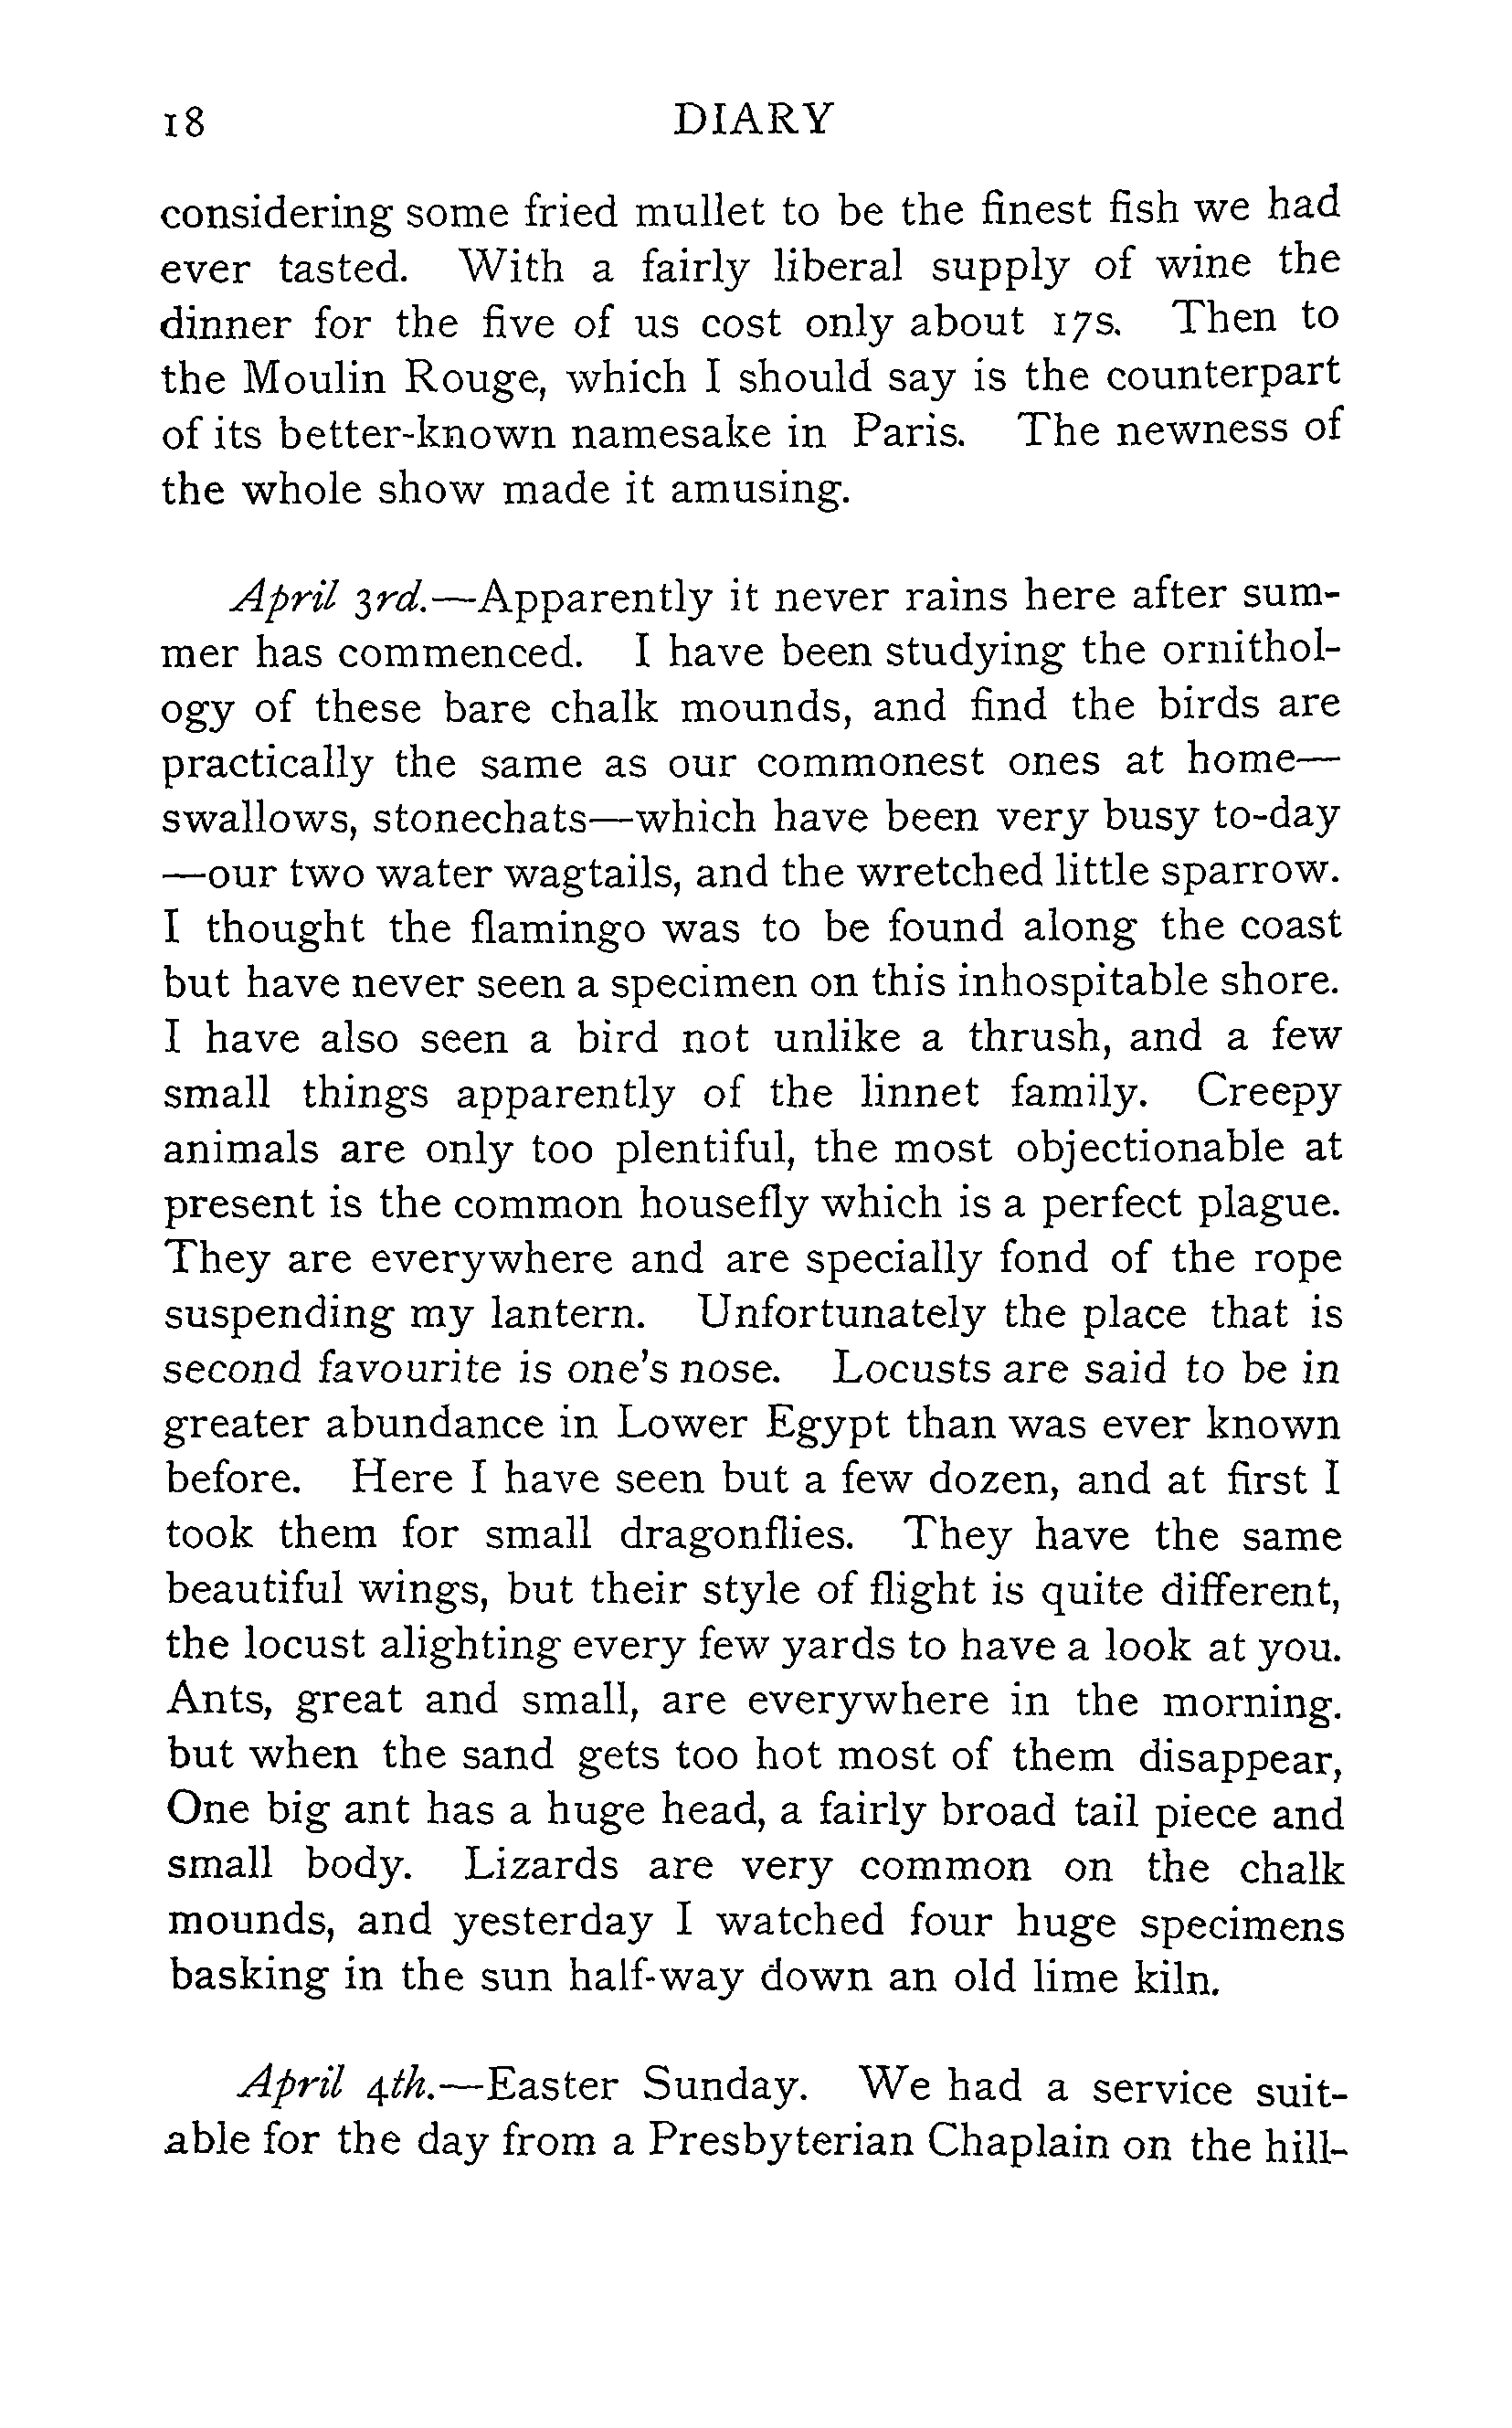 18 DIARY
considering some fried mullet to be the finest fish we had
ever tasted. With a fairly liberal supply of wine the
dinner for the five of us cost only about 17s. Then to
the Moulin Rouge, which I should say is the counterpart
of its better-known namesake in Paris. The newness of
the whole show made it amusing.
April 3rd.—Apparently it never rains here after sum-
mer has commenced. I have been studying the ornithol-
ogy of these bare chalk mounds, and find the birds are
practically the same as our commonest ones at home—
swallows, stonechats—which have been very busy to-day
—our two water wagtails, and the wretched little sparrow.
I thought the flamingo was to be found along the coast
but have never seen a specimen on this inhospitable shore.
I have also seen a bird not unlike a thrush, and a few
small things apparently of the linnet family. Creepy
animals are only too plentiful, the most objectionable at
present is the common housefly which is a perfect plague.
They are everywhere and are specially fond of the rope
suspending my lantern. Unfortunately the place that is
second favourite is one's nose. Locusts are said to be in
greater abundance in Lower Egypt than was ever known
before. Here I have seen but a few dozen, and at first I
took them for small dragonflies. They have the same
beautiful wings, but their style of flight is quite different,
the locust alighting every few yards to have a look at you.
Ants, great and small, are everywhere in the morning.
but when the sand gets too hot most of them disappear,
One big ant has a huge head, a fairly broad tail piece and
small body. Lizards are very common on the chalk
mounds, and yesterday I watched four huge specimens
basking in the sun half-way down an old lime kiln.
April 4th.—Easter Sunday. We had a service suit-
able for the day from a Presbyterian Chaplain on the hill-